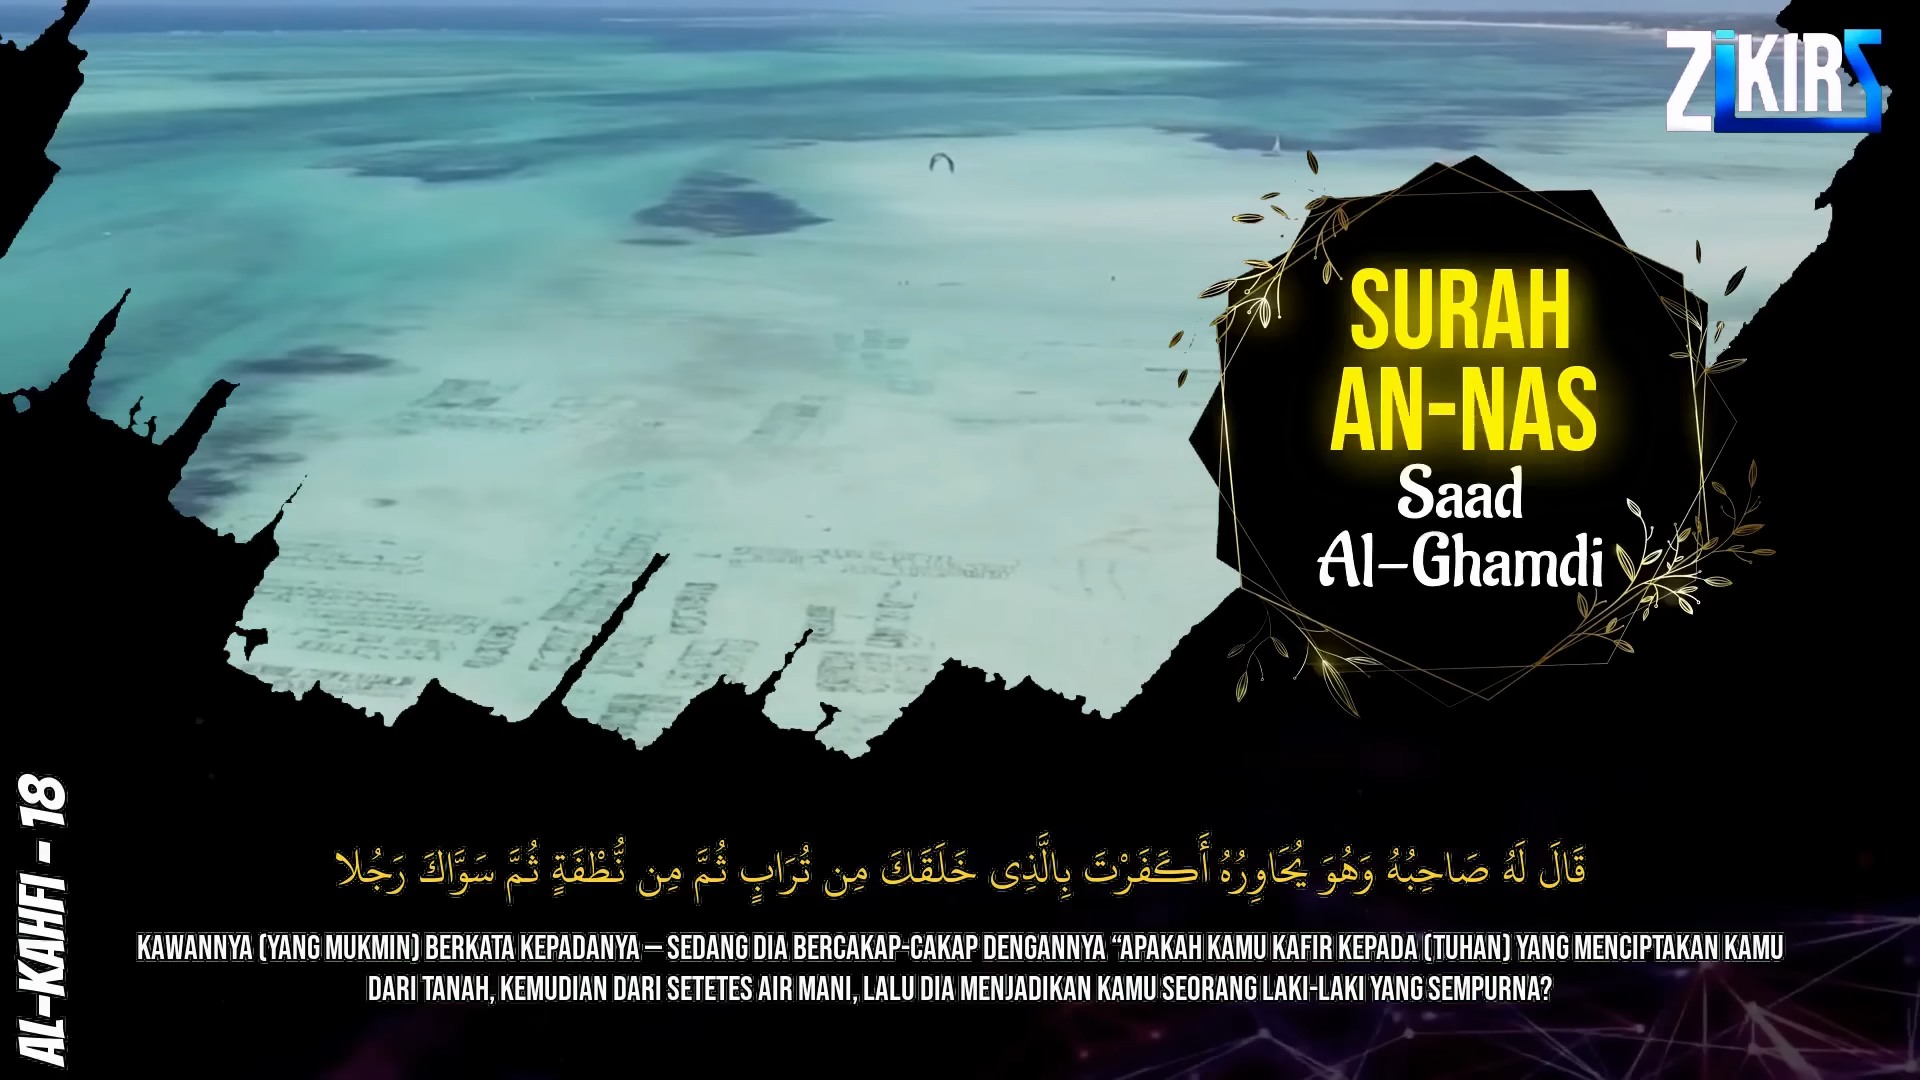 ZiKIRS
SURAH
AN-NAS
Saad
Al-Ghamdi
AL-KAHFI - 18
قَالَ لَهُ صَاحِبُهُ وَهُوَ يُحَاوِرُهُ أَكَفَرْتَ بِالَّذِى خَلَقَكَ مِن تُرَابٍ ثُمَّ مِن نُّطْفَةٍ ثُمَّ سَوَّاكَ رَجُلا
KAWANNYA (YANG MUKMIN) BERKATA KEPADANYA – SEDANG DIA BERCAKAP-CAKAP DENGANNYA “APAKAH KAMU KAFIR KEPADA (TUHAN) YANG MENCIPTAKAN KAMU
DARI TANAH, KEMUDIAN DARI SETETES AIR MANI, LALU DIA MENJADIKAN KAMU SEORANG LAKI-LAKI YANG SEMPURNA?